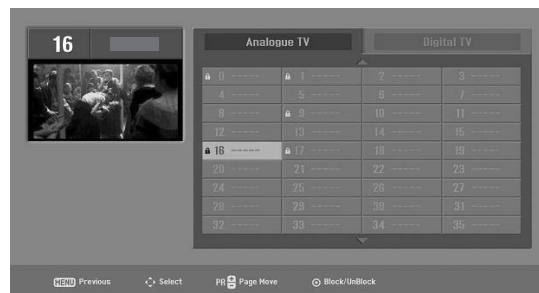 16
Analogue TV Digital TV
0 ----- 1 ----- 2 ----- 3 -----
4 ----- 5 ----- 6 ----- 7 -----
8 ----- 9 ----- 10 ----- 11 -----
12 ----- 13 ----- 14 ----- 15 -----
16 ----- 17 ----- 18 ----- 19 -----
20 ----- 21 ----- 22 ----- 23 -----
24 ----- 25 ----- 26 ----- 27 -----
28 ----- 29 ----- 30 ----- 31 -----
32 ----- 33 ----- 34 ----- 35 -----
MENU Previous Select PR + - Page Move Block/UnBlock